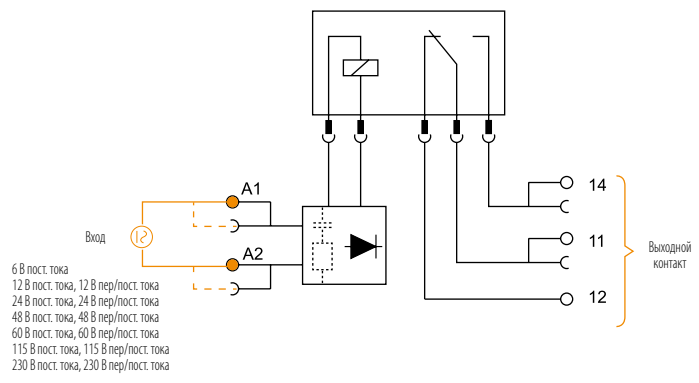 A1
14
Вход
A2
11
Выходной
контакт
6 В пост. тока
12 В пост. тока, 12 В пер/пост. тока
24 В пост. тока, 24 В пер/пост. тока
48 В пост. тока, 48 В пер/пост. тока
60 В пост. тока, 60 В пер/пост. тока
115 В пост. тока, 115 В пер/пост. тока
230 В пост. тока, 230 В пер/пост. тока
12